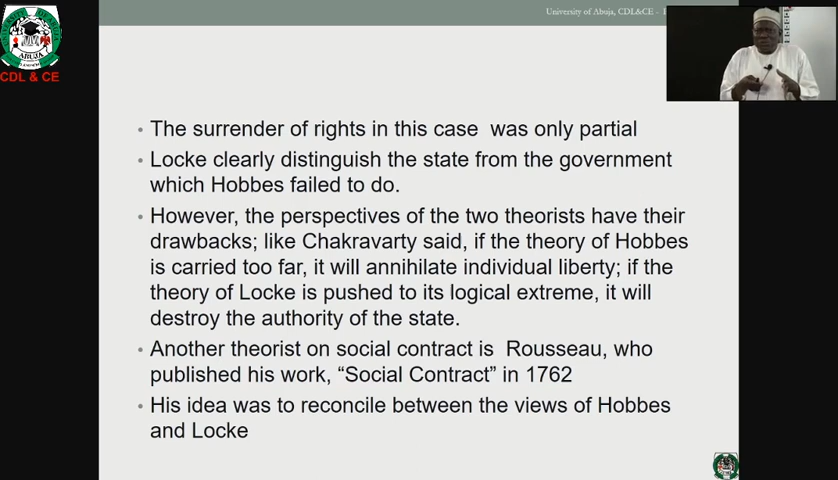 University of Abuja, CDL&CE -
ABUJA
CDL & CE
The surrender of rights in this case was only partial
Locke clearly distinguish the state from the government
which Hobbes failed to do.
However, the perspectives of the two theorists have their
drawbacks; like Chakravarty said, if the theory of Hobbes
is carried too far, it will annihilate individual liberty; if the
theory of Locke is pushed to its logical extreme, it will
destroy the authority of the state.
Another theorist on social contract is Rousseau, who
published his work, “Social Contract” in 1762
His idea was to reconcile between the views of Hobbes
and Locke